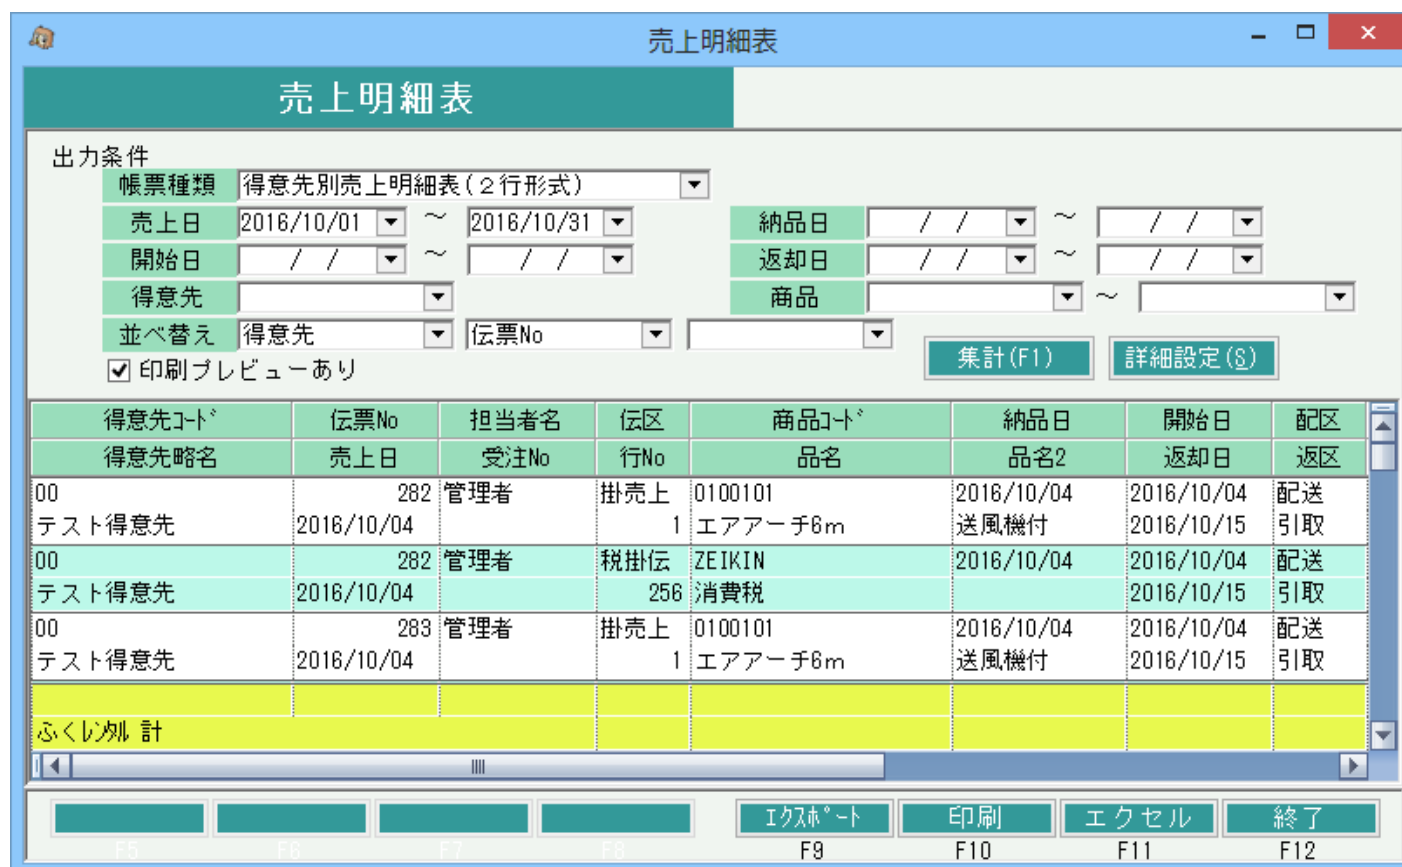 売上明細表
売上明細表
出力条件
帳票種類 得意先別売上明細表(２行形式)
売上日 2016/10/01 ～ 2016/10/31 納品日 / / ～ / /
開始日 / / ～ / / 返却日 / / ～ / /
得意先 商品 ～
並べ替え 得意先 伝票No
集計(F1) 詳細設定(S)
印刷プレビューあり
得意先ｺｰﾄﾞ 伝票No 担当者名 伝区 商品ｺｰﾄﾞ 納品日 開始日 配区
得意先略名 売上日 受注No 行No 品名 品名2 返却日 返区
00 282 管理者 掛売上 0100101 2016/10/04 2016/10/04 配送
テスト得意先 2016/10/04 1 エアアーチ6ｍ 送風機付 2016/10/15 引取
00 282 管理者 税掛伝 ZEIKIN 2016/10/04 2016/10/04 配送
テスト得意先 2016/10/04 256 消費税 2016/10/15 引取
00 283 管理者 掛売上 0100101 2016/10/04 2016/10/04 配送
テスト得意先 2016/10/04 1 エアアーチ6ｍ 送風機付 2016/10/15 引取
ふくﾚﾝﾀﾙ 計
ｴｸｽﾎﾟｰﾄ 印刷 エクセル 終了
F5 F6 F7 F8 F9 F10 F11 F12